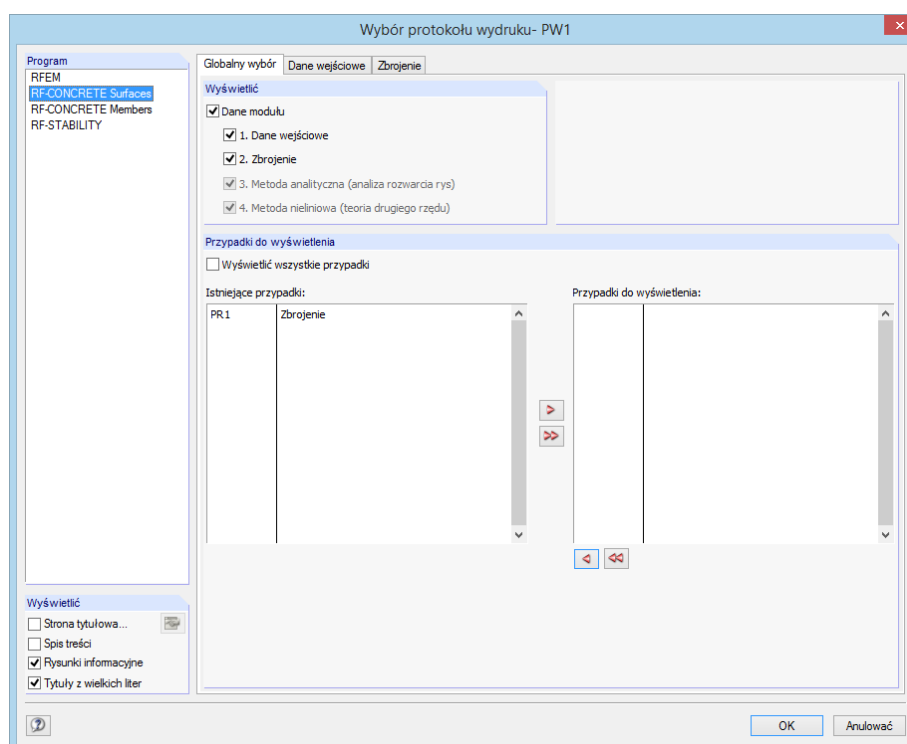 Wybór protokołu wydruku- PW1
Program
RFEM
RF-CONCRETE Surfaces
RF-CONCRETE Members
RF-STABILITY
Globalny wybór
Dane wejściowe
Zbrojenie
Wyświetlić
Dane modułu
1. Dane wejściowe
2. Zbrojenie
3. Metoda analityczna (analiza rozwarcia rys)
4. Metoda nieliniowa (teoria drugiego rzędu)
Przypadki do wyświetlenia
Wyświetlić wszystkie przypadki
Istniejące przypadki:
Przypadki do wyświetlenia:
PR1 Zbrojenie
Wyświetlić
Strona tytułowa...
Spis treści
Rysunki informacyjne
Tytuły z wielkich liter
OK
Anulować